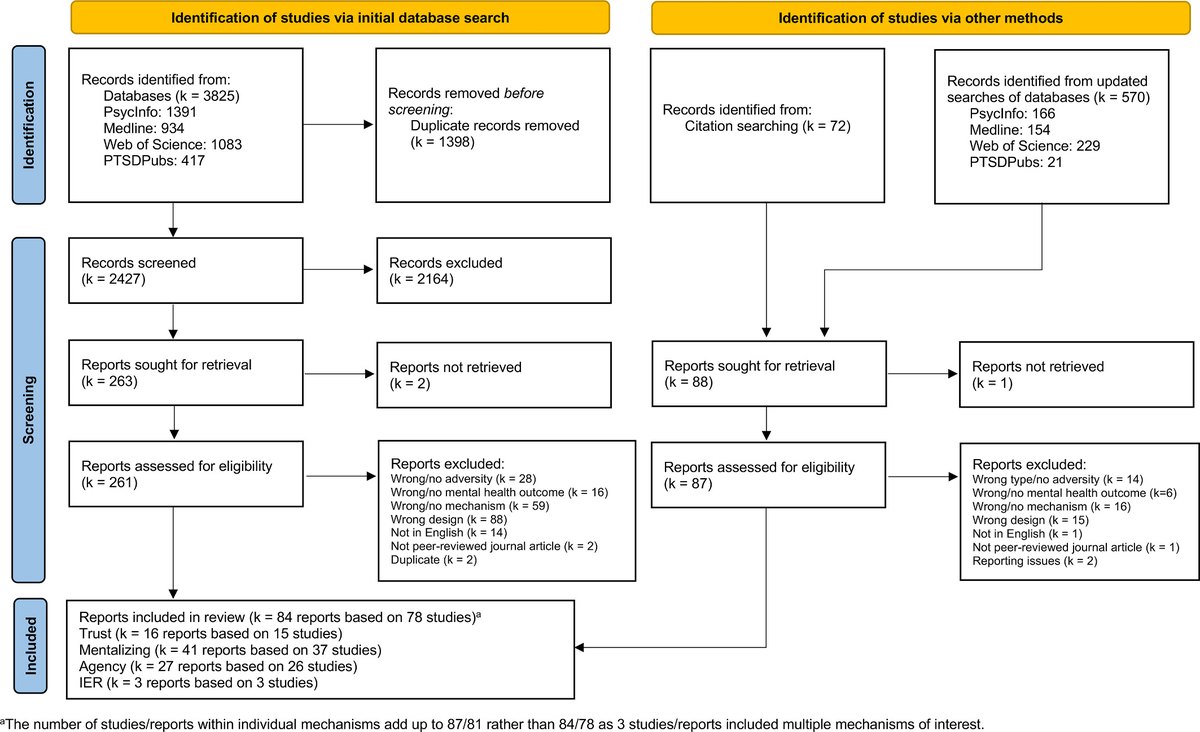 Identification of studies via initial database search
Identification of studies via other methods
Identification
Records identified from:
Databases (k = 3825)
PsycInfo: 1391
Medline: 934
Web of Science: 1083
PTSDPubs: 417
Records removed before
screening:
Duplicate records removed
(k = 1398)
Records identified from:
Citation searching (k = 72)
Records identified from updated
searches of databases (k = 570)
PsycInfo: 166
Medline: 154
Web of Science: 229
PTSDPubs: 21
Screening
Records screened
(k = 2427)
Records excluded
(k = 2164)
Reports sought for retrieval
(k = 263)
Reports not retrieved
(k = 2)
Reports sought for retrieval
(k = 88)
Reports not retrieved
(k = 1)
Reports assessed for eligibility
(k = 261)
Reports excluded:
Wrong/no adversity (k = 28)
Wrong/no mental health outcome (k = 16)
Wrong/no mechanism (k = 59)
Wrong design (k = 88)
Not in English (k = 14)
Not peer-reviewed journal article (k = 2)
Duplicate (k = 2)
Reports assessed for eligibility
(k = 87)
Reports excluded:
Wrong type/no adversity (k = 14)
Wrong/no mental health outcome (k=6)
Wrong/no mechanism (k = 16)
Wrong design (k = 15)
Not in English (k = 1)
Not peer-reviewed journal article (k = 1)
Reporting issues (k = 2)
Included
Reports included in review (k = 84 reports based on 78 studies)ᵃ
Trust (k = 16 reports based on 15 studies)
Mentalizing (k = 41 reports based on 37 studies)
Agency (k = 27 reports based on 26 studies)
IER (k = 3 reports based on 3 studies)
ᵃThe number of studies/reports within individual mechanisms add up to 87/81 rather than 84/78 as 3 studies/reports included multiple mechanisms of interest.